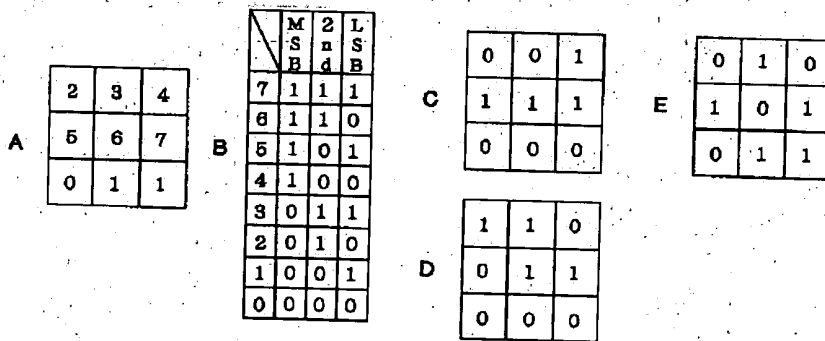 A
2 3 4
5 6 7
0 1 1
B
MSB 2nd LSB
7 1 1 1
6 1 1 0
5 1 0 1
4 1 0 0
3 0 1 1
2 0 1 0
1 0 0 1
0 0 0 0
C
0 0 1
1 1 1
0 0 0
D
1 1 0
0 1 1
0 0 0
E
0 1 0
1 0 1
0 1 1